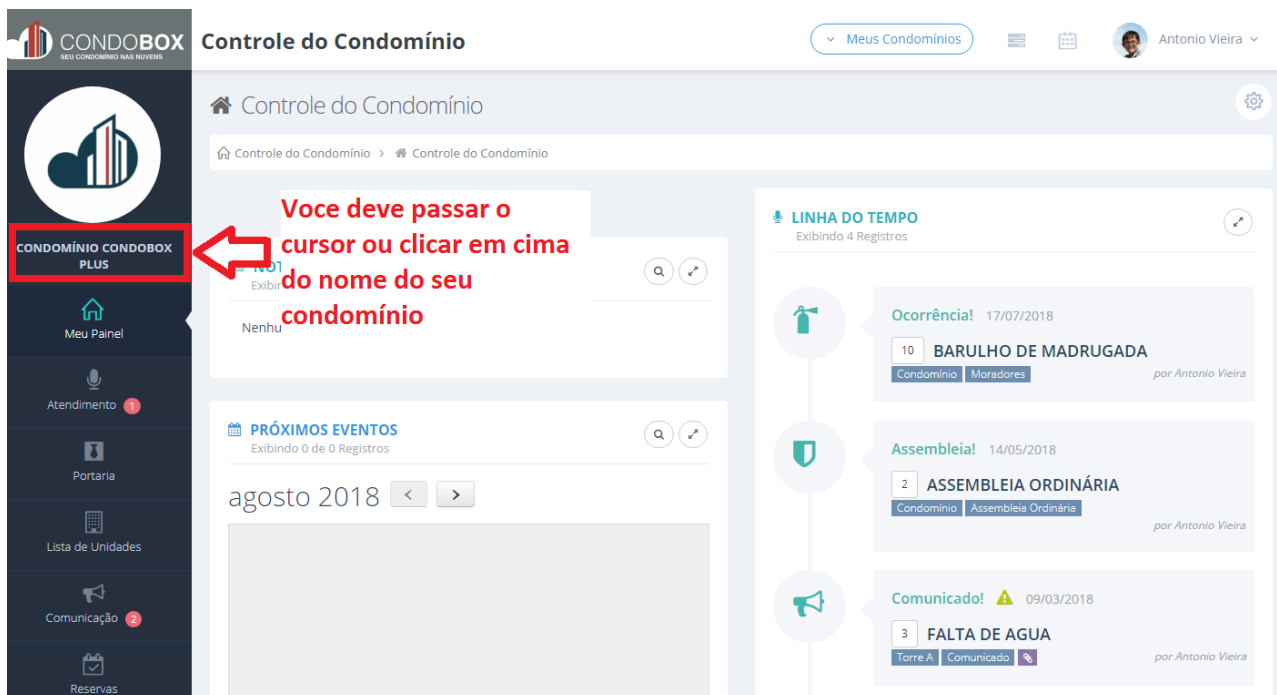 CONDOBOX
SEU CONDOMÍNIO NAS NUVENS
Controle do Condomínio
Meus Condomínios
Antonio Vieira
CONDOMÍNIO CONDOBOX
PLUS
Meu Painel
Atendimento 1
Portaria
Lista de Unidades
Comunicação 2
Reservas
Controle do Condomínio
Controle do Condomínio > Controle do Condomínio
Voce deve passar o
cursor ou clicar em cima
do nome do seu
condomínio
PRÓXIMOS EVENTOS
Exibindo 0 de 0 Registros
agosto 2018 < >
LINHA DO TEMPO
Exibindo 4 Registros
Ocorrência! 17/07/2018
10 BARULHO DE MADRUGADA
Condomínio Moradores
por Antonio Vieira
Assembleia! 14/05/2018
2 ASSEMBLEIA ORDINÁRIA
Condomínio Assembleia Ordinária
por Antonio Vieira
Comunicado! 09/03/2018
3 FALTA DE AGUA
Torre A Comunicado
por Antonio Vieira